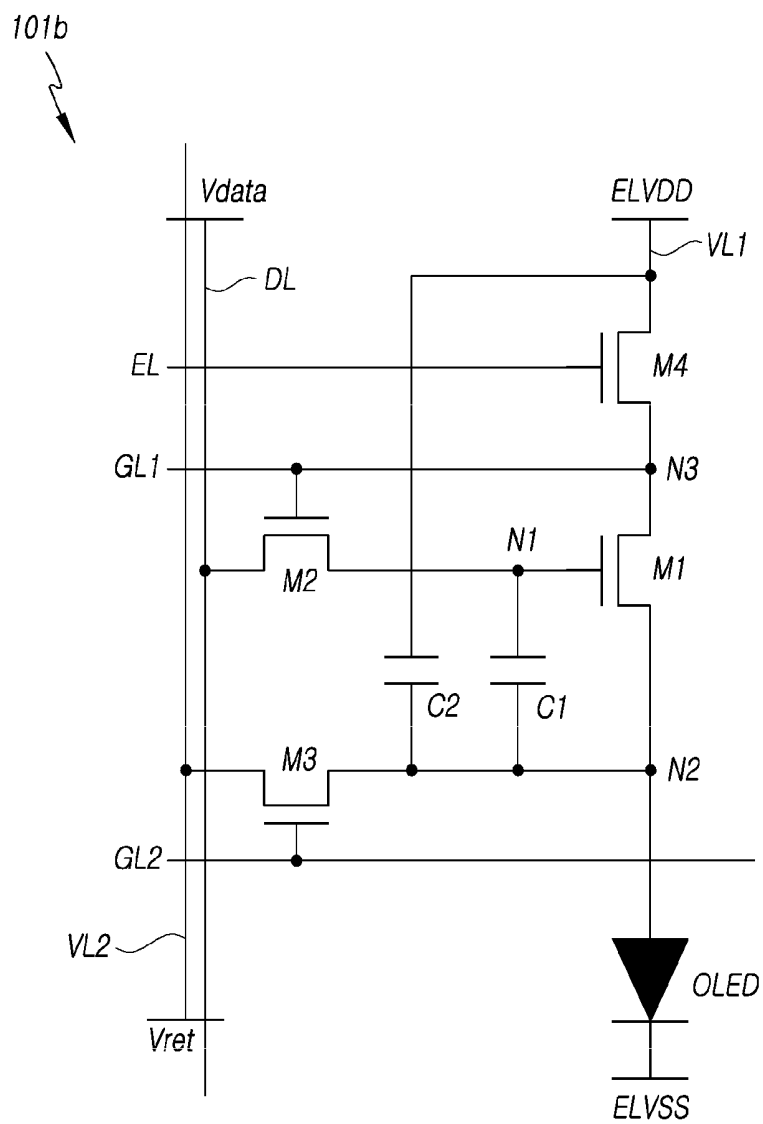 101b
Vdata
ELVDD
VL1
DL
EL
M4
GL1
N3
N1
M2
M1
C2
C1
M3
N2
GL2
VL2
OLED
Vret
ELVSS